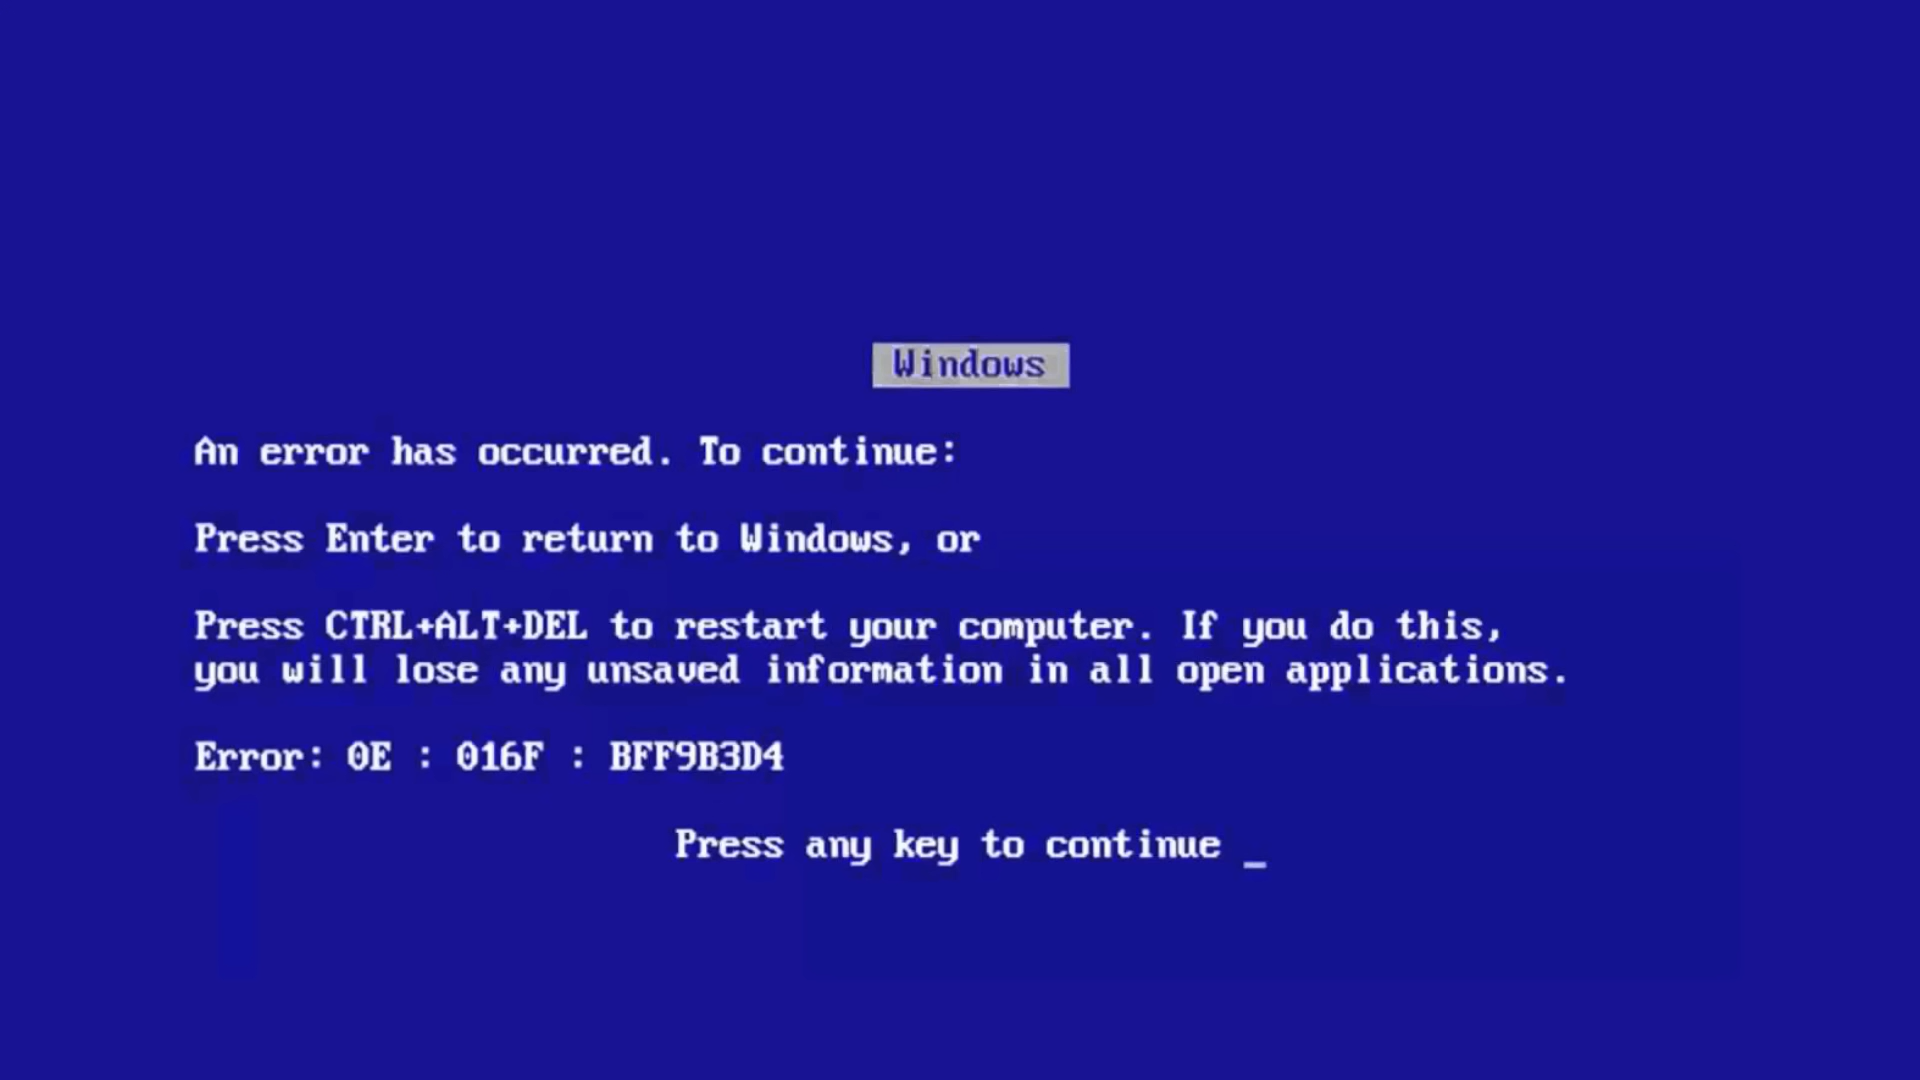 Windows
An error has occurred. To continue:
Press Enter to return to Windows, or
Press CTRL+ALT+DEL to restart your computer. If you do this,
you will lose any unsaved information in all open applications.
Error: 0E : 016F : BFF9B3D4
Press any key to continue _